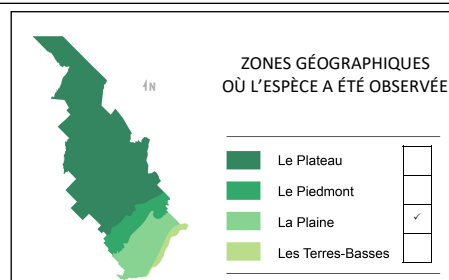 ZONES GÉOGRAPHIQUES
OÙ L'ESPÈCE A ÉTÉ OBSERVÉE
N
Le Plateau
Le Piedmont
La Plaine ✓
Les Terres-Basses